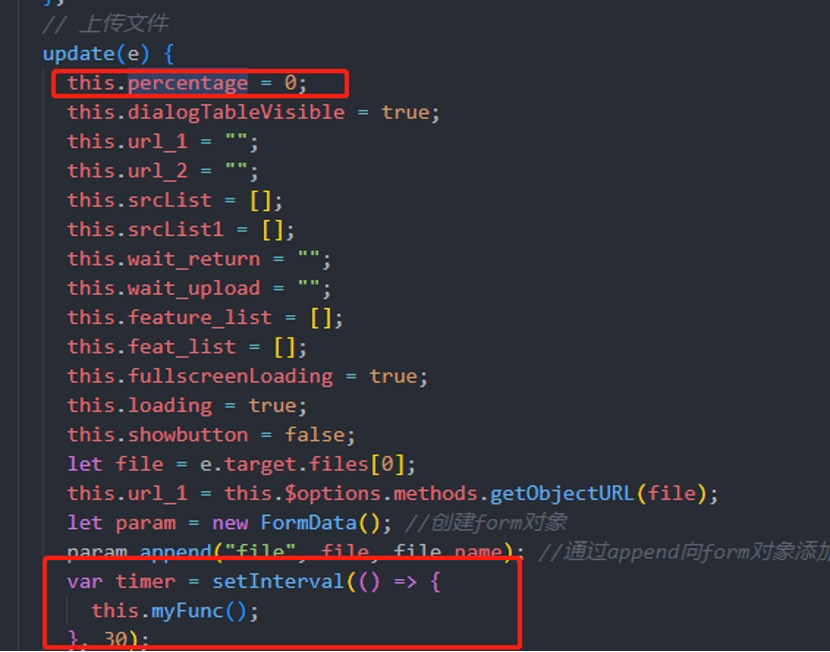 };
// 上传文件
update(e) {
this.percentage = 0;
this.dialogTableVisible = true;
this.url_1 = "";
this.url_2 = "";
this.srcList = [];
this.srcList1 = [];
this.wait_return = "";
this.wait_upload = "";
this.feature_list = [];
this.feat_list = [];
this.fullscreenLoading = true;
this.loading = true;
this.showbutton = false;
let file = e.target.files[0];
this.url_1 = this.$options.methods.getObjectURL(file);
let param = new FormData(); //创建form对象
param.append("file", file, file.name); //通过append向form对象添加
var timer = setInterval(() => {
this.myFunc();
}, 30);